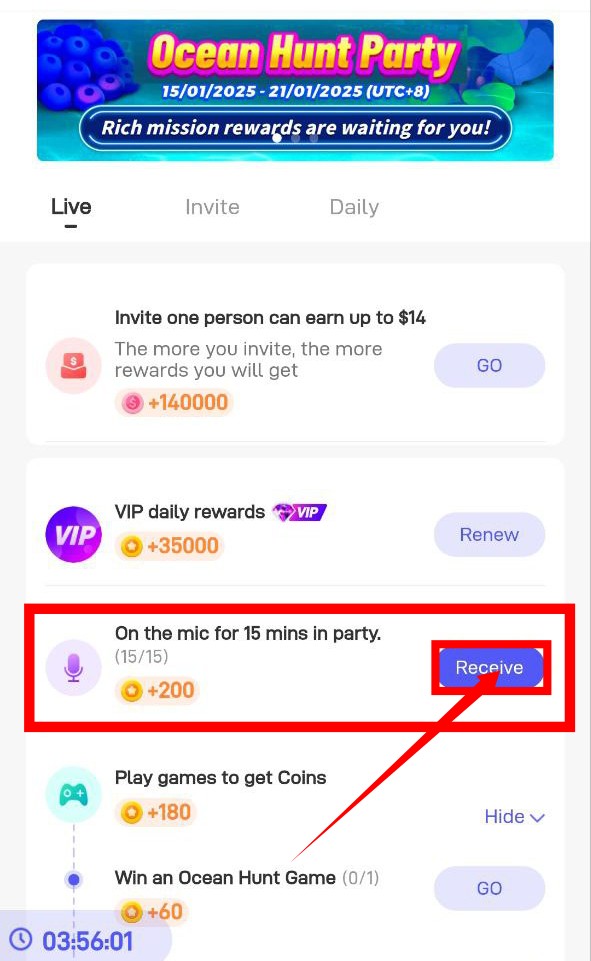 Ocean Hunt Party
15/01/2025 - 21/01/2025 (UTC+8)
Rich mission rewards are waiting for you!
Live
Invite
Daily
Invite one person can earn up to $14
The more you invite, the more
rewards you will get
+140000
GO
VIP
VIP daily rewards VIP
+35000
Renew
On the mic for 15 mins in party.
(15/15)
+200
Receive
Play games to get Coins
+180
Hide
Win an Ocean Hunt Game (0/1)
+60
GO
03:56:01